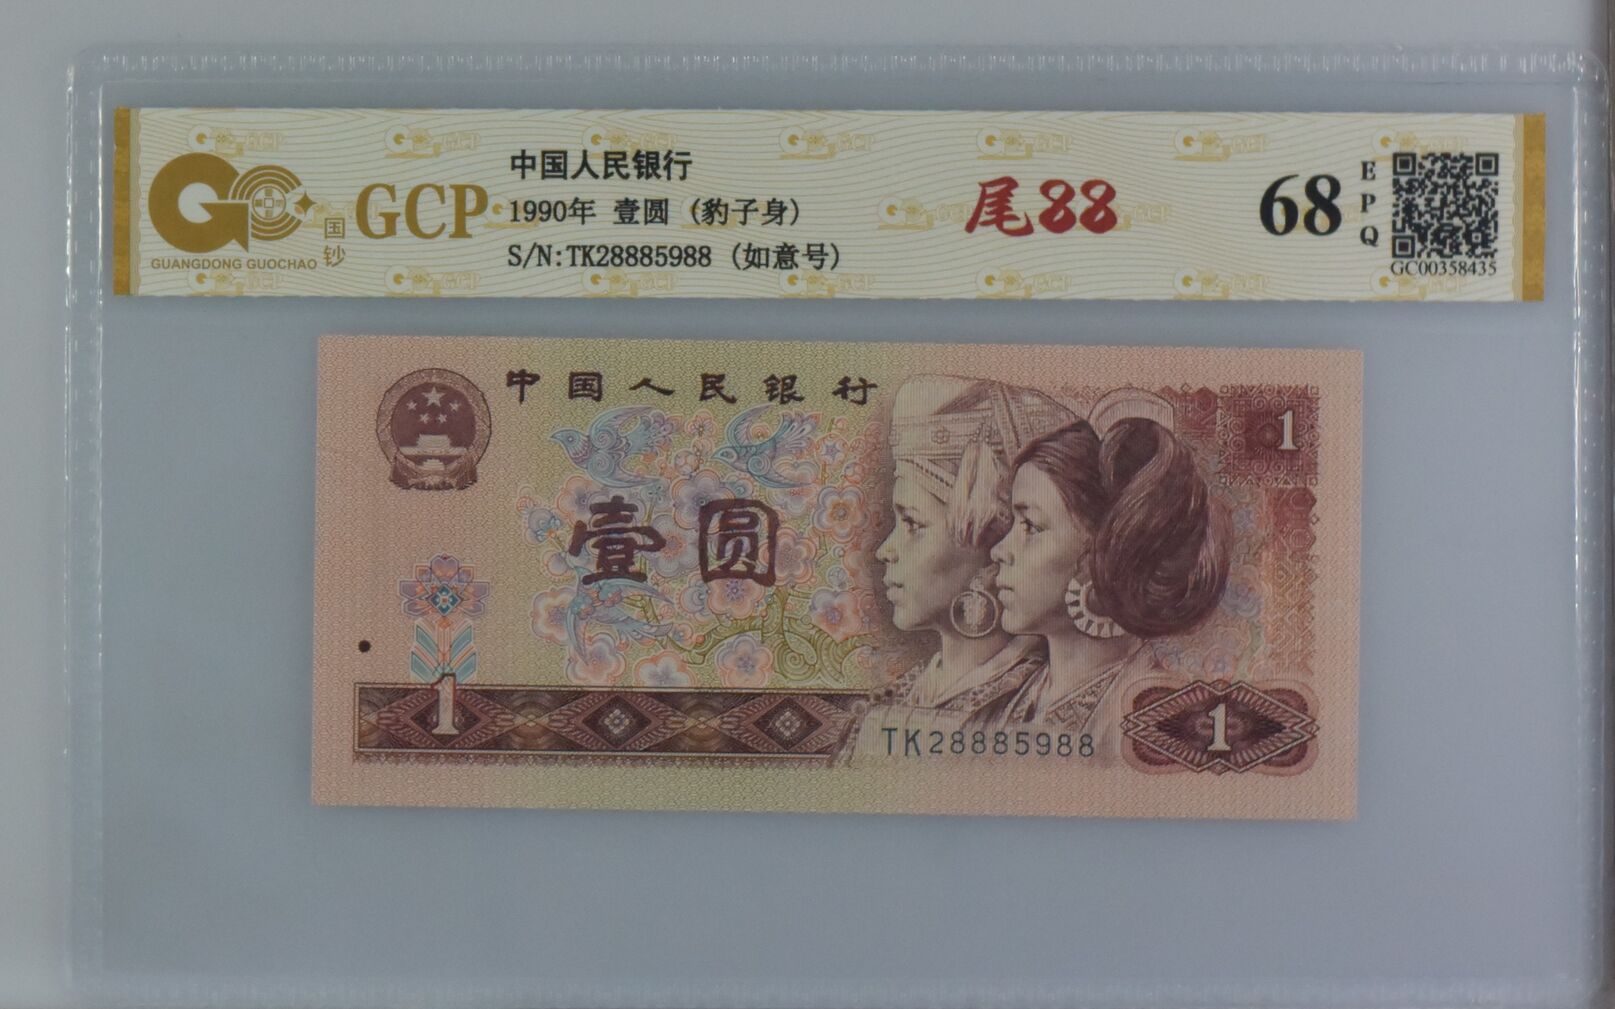 GCP
国钞
GUANGDONG GUOCHAO
中国人民银行
1990年 壹圆 (豹子身)
S/N:TK28885988 (如意号)
尾88
68
EPQ
GC00358435
中国人民银行
1
壹圆
1
TK28885988
1